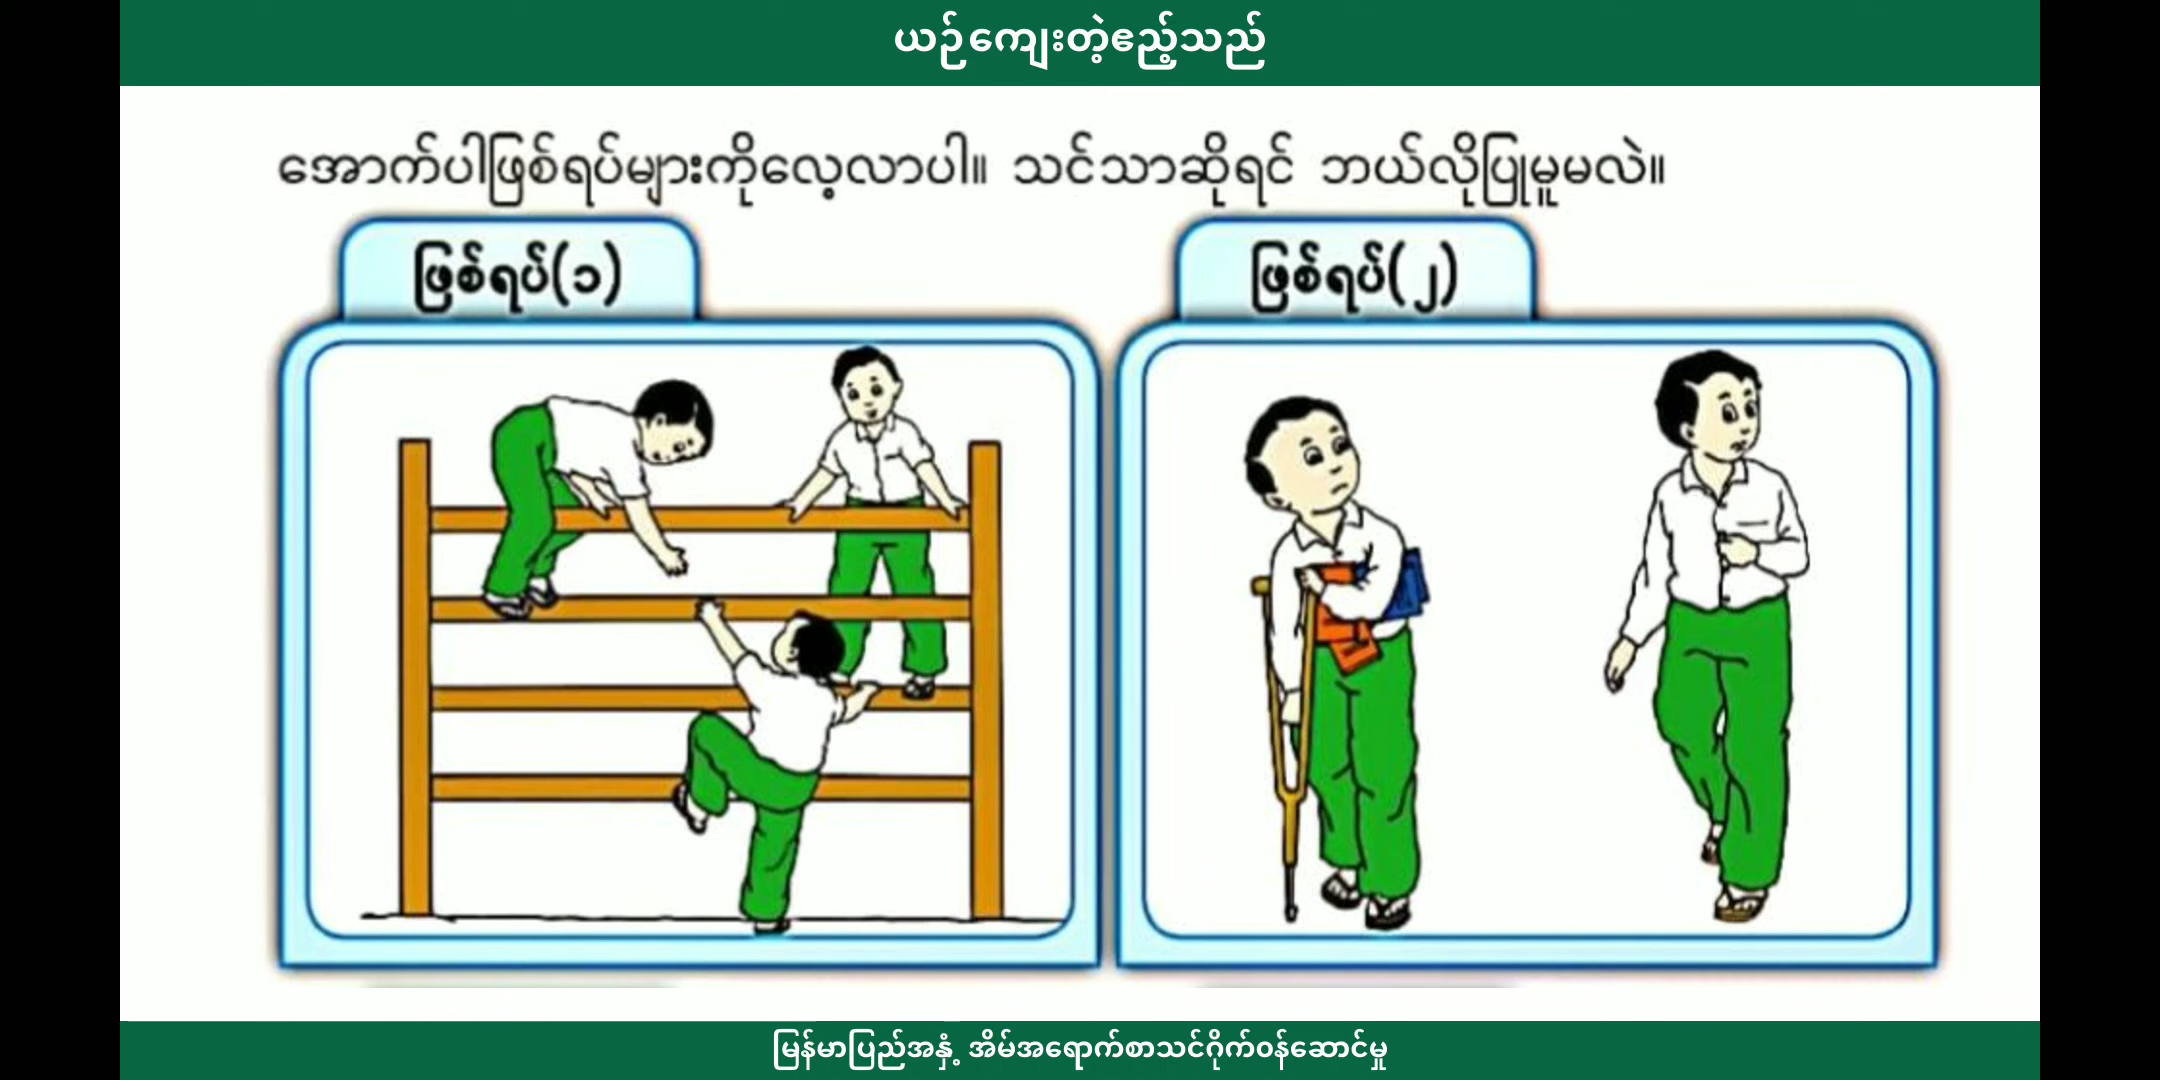 ယဉ်ကျေးတဲ့ဧည့်သည်
အောက်ပါဖြစ်ရပ်များကိုလေ့လာပါ။ သင်သာဆိုရင် ဘယ်လိုပြုမူမလဲ။
ဖြစ်ရပ်(၁)
ဖြစ်ရပ်(၂)
မြန်မာပြည်အနှံ့ အိမ်အရောက်စာသင်ဂိုက်ဝန်ဆောင်မှု